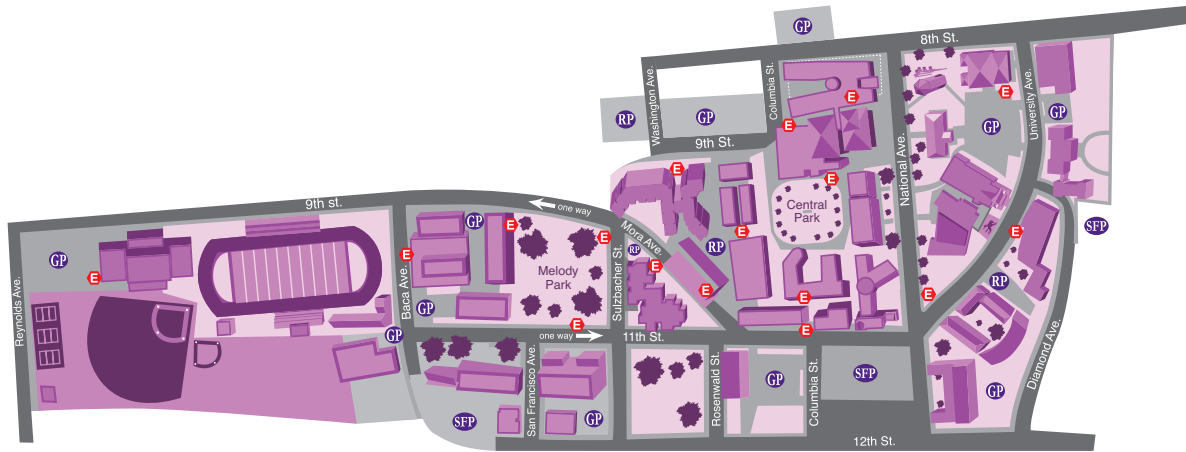 GP
8th St.
Columbia St.
Washington Ave.
University Ave.
E
E
RP
GP
GP
GP
E
9th St.
National Ave.
E
E
Central
Park
9th st.
one way
GP
E
Mora Ave.
E
E
RP
E
SFP
GP
E
E
Baca Ave.
Melody
Park
Sulzbacher St.
RP
E
E
E
E
RP
Reynolds Ave.
GP
GP
E
one way
11th St.
E
Diamond Ave.
San Francisco Ave.
Rosenwald St.
GP
Columbia St.
SFP
GP
SFP
GP
12th St.